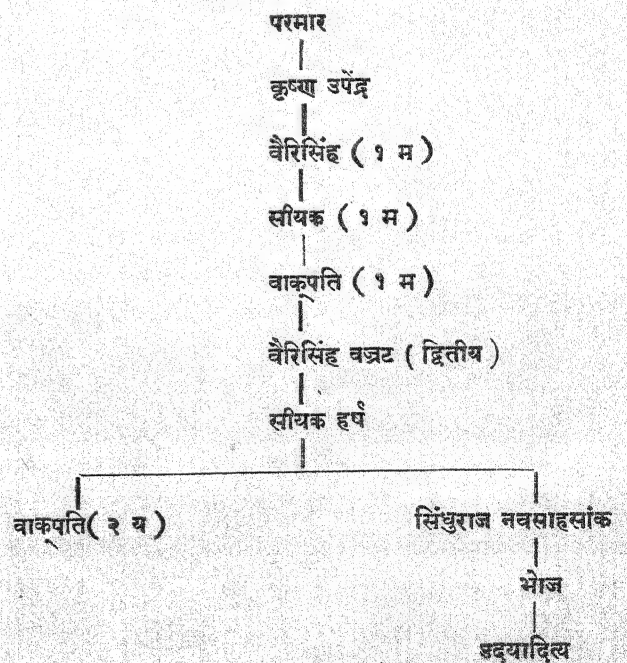 परमार
कृष्ण उपेंद्र
वैरिसिंह ( १ म )
सीयक ( १ म )
वाक्‌पति ( १ म )
वैरिसिंह वज्रट ( द्वितीय )
सीयक हर्ष
वाक्‌पति( २ य ) सिंधुराज नवसाहसांक
भोज
उदयादित्य